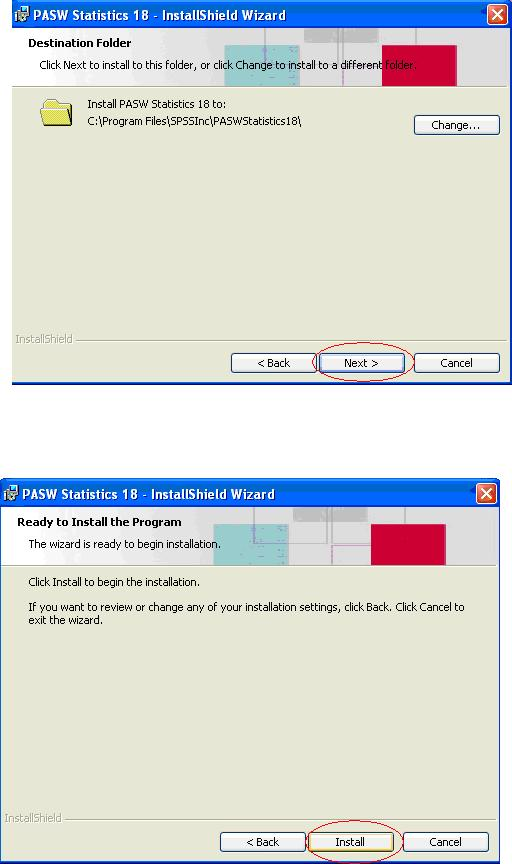 PASW Statistics 18 - InstallShield Wizard
Destination Folder
Click Next to install to this folder, or click Change to install to a different folder.
Install PASW Statistics 18 to:
C:\Program Files\SPSSInc\PASWStatistics18\
Change...
InstallShield
< Back
Next >
Cancel
PASW Statistics 18 - InstallShield Wizard
Ready to Install the Program
The wizard is ready to begin installation.
Click Install to begin the installation.
If you want to review or change any of your installation settings, click Back. Click Cancel to
exit the wizard.
InstallShield
< Back
Install
Cancel